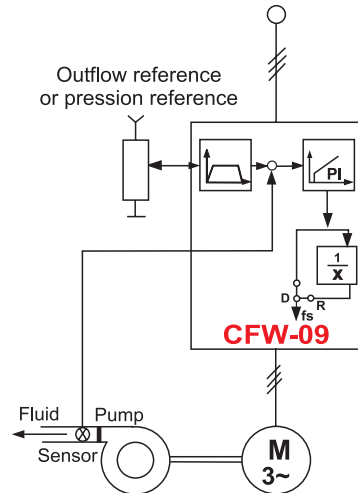 Outflow reference
or pression reference
PI
1
x
D
R
fs
CFW-09
Fluid
Pump
Sensor
M
3~